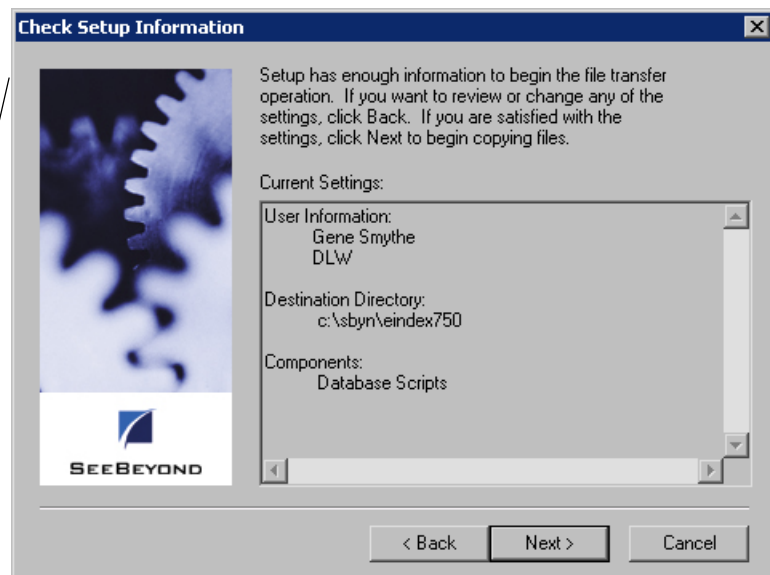 Check Setup Information
Setup has enough information to begin the file transfer
operation. If you want to review or change any of the
settings, click Back. If you are satisfied with the
settings, click Next to begin copying files.
Current Settings:
User Information:
Gene Smythe
DLW
Destination Directory:
c:\sbyn\eindex750
Components:
Database Scripts
SEEBEYOND
< Back
Next >
Cancel